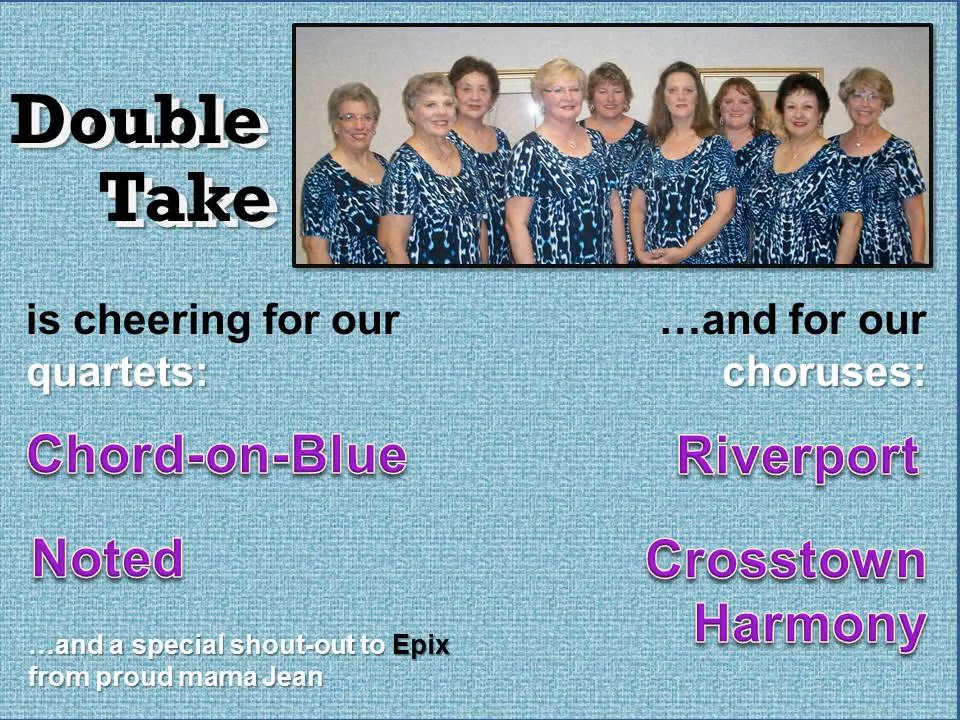 Double
Take
is cheering for our
quartets:
Chord-on-Blue
Noted
…and a special shout-out to Epix
from proud mama Jean
…and for our
choruses:
Riverport
Crosstown
Harmony